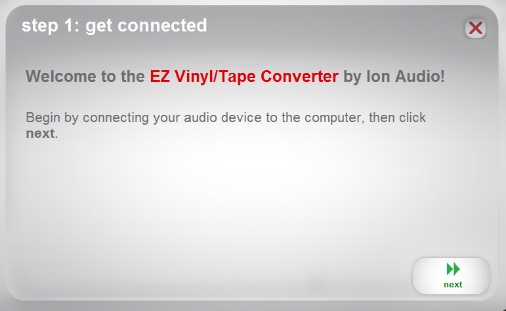 step 1: get connected
Welcome to the EZ Vinyl/Tape Converter by Ion Audio!
Begin by connecting your audio device to the computer, then click
next.
next